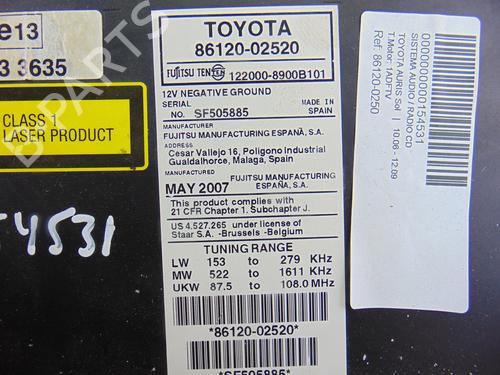 e13
3 3635
CLASS 1
LASER PRODUCT
4531
TOYOTA
86120-02520
FUJITSU TEN 122000-8900B101
12V NEGATIVE GROUND
SERIAL
NO. SF505885
MADE IN
SPAIN
MANUFACTURER
FUJITSU MANUFACTURING ESPAÑA, S.A.
Cesar Vallejo 16, Poligono Industrial
Gualdalhorce, Malaga, Spain
MANUFACTURED
MAY 2007
FUJITSU MANUFACTURING
ESPAÑA, S.A.
This product complies with
21 CFR Chapter 1. Subchapter J.
US 4.527.265 under license of
Staar S.A. -Brussels -Belgium
TUNING RANGE
LW 153 to 279 KHz
MW 522 to 1611 KHz
UKW 87.5 to 108.0 MHz
*86120-02520*
*SF505885*
00000000000154531
SISTEMA AUDIO / RADIO CD
TOYOTA AURIS Sol | 10.06 - 12.09
T.Motor: 1ADFTV
Ref: 86120-0250